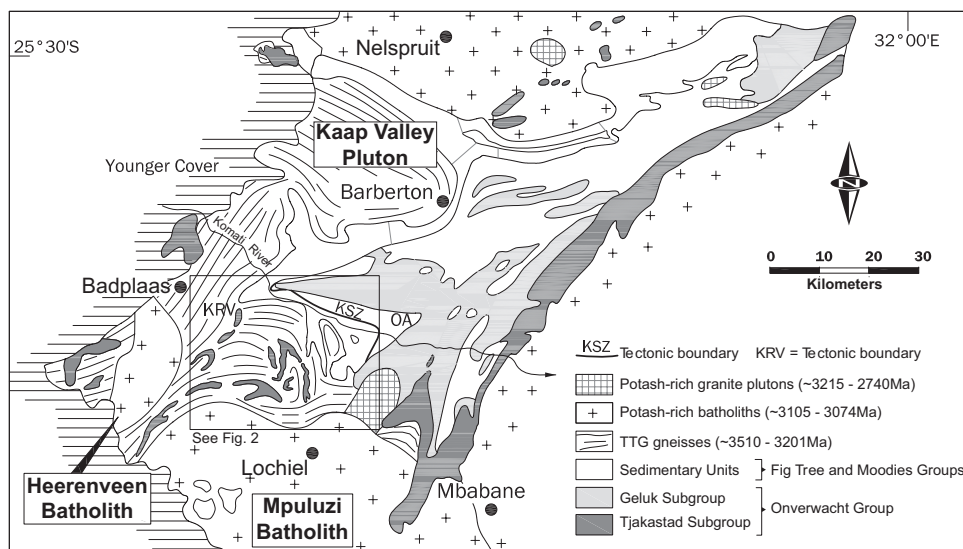 25°30'S
32°00'E
Nelspruit
Kaap Valley
Pluton
Younger Cover
Barberton
Komati River
N
0 10 20 30
Kilometers
Badplaas
KRV
KSZ
OA
KSZ Tectonic boundary KRV = Tectonic boundary
Potash-rich granite plutons (~3215 - 2740Ma)
Potash-rich batholiths (~3105 - 3074Ma)
TTG gneisses (~3510 - 3201Ma)
Sedimentary Units Fig Tree and Moodies Groups
Geluk Subgroup
Onverwacht Group
Tjakastad Subgroup
See Fig. 2
Lochiel
Heerenveen
Batholith
Mpuluzi
Batholith
Mbabane